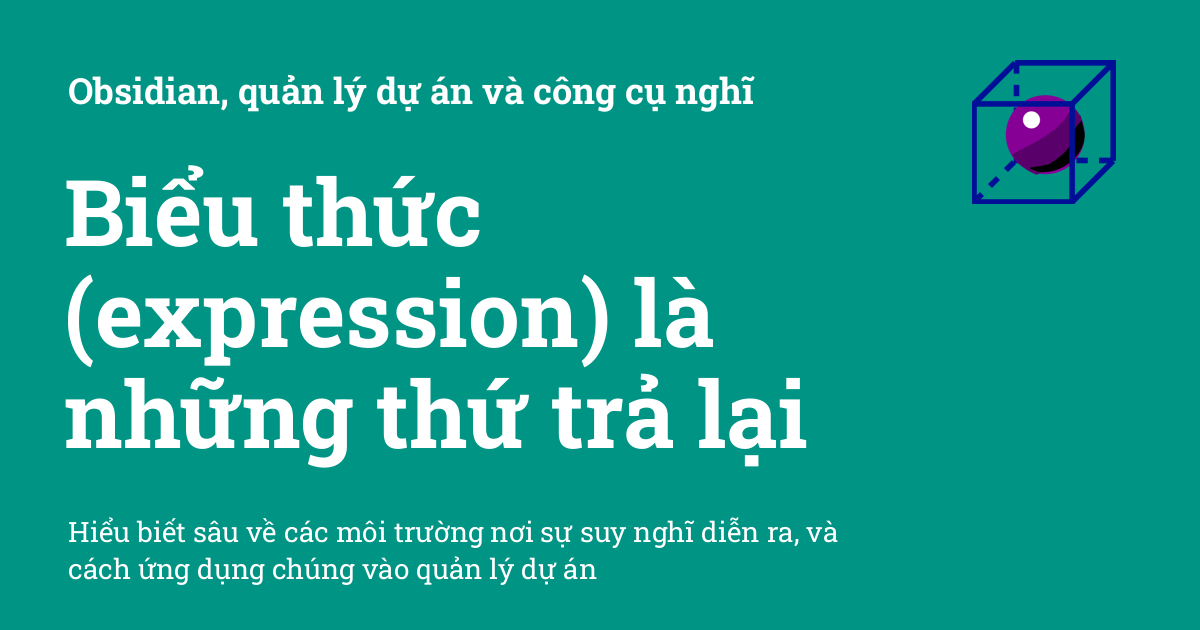 Obsidian, quản lý dự án và công cụ nghĩ
Biểu thức
(expression) là
những thứ trả lại
Hiểu biết sâu về các môi trường nơi sự suy nghĩ diễn ra, và
cách ứng dụng chúng vào quản lý dự án